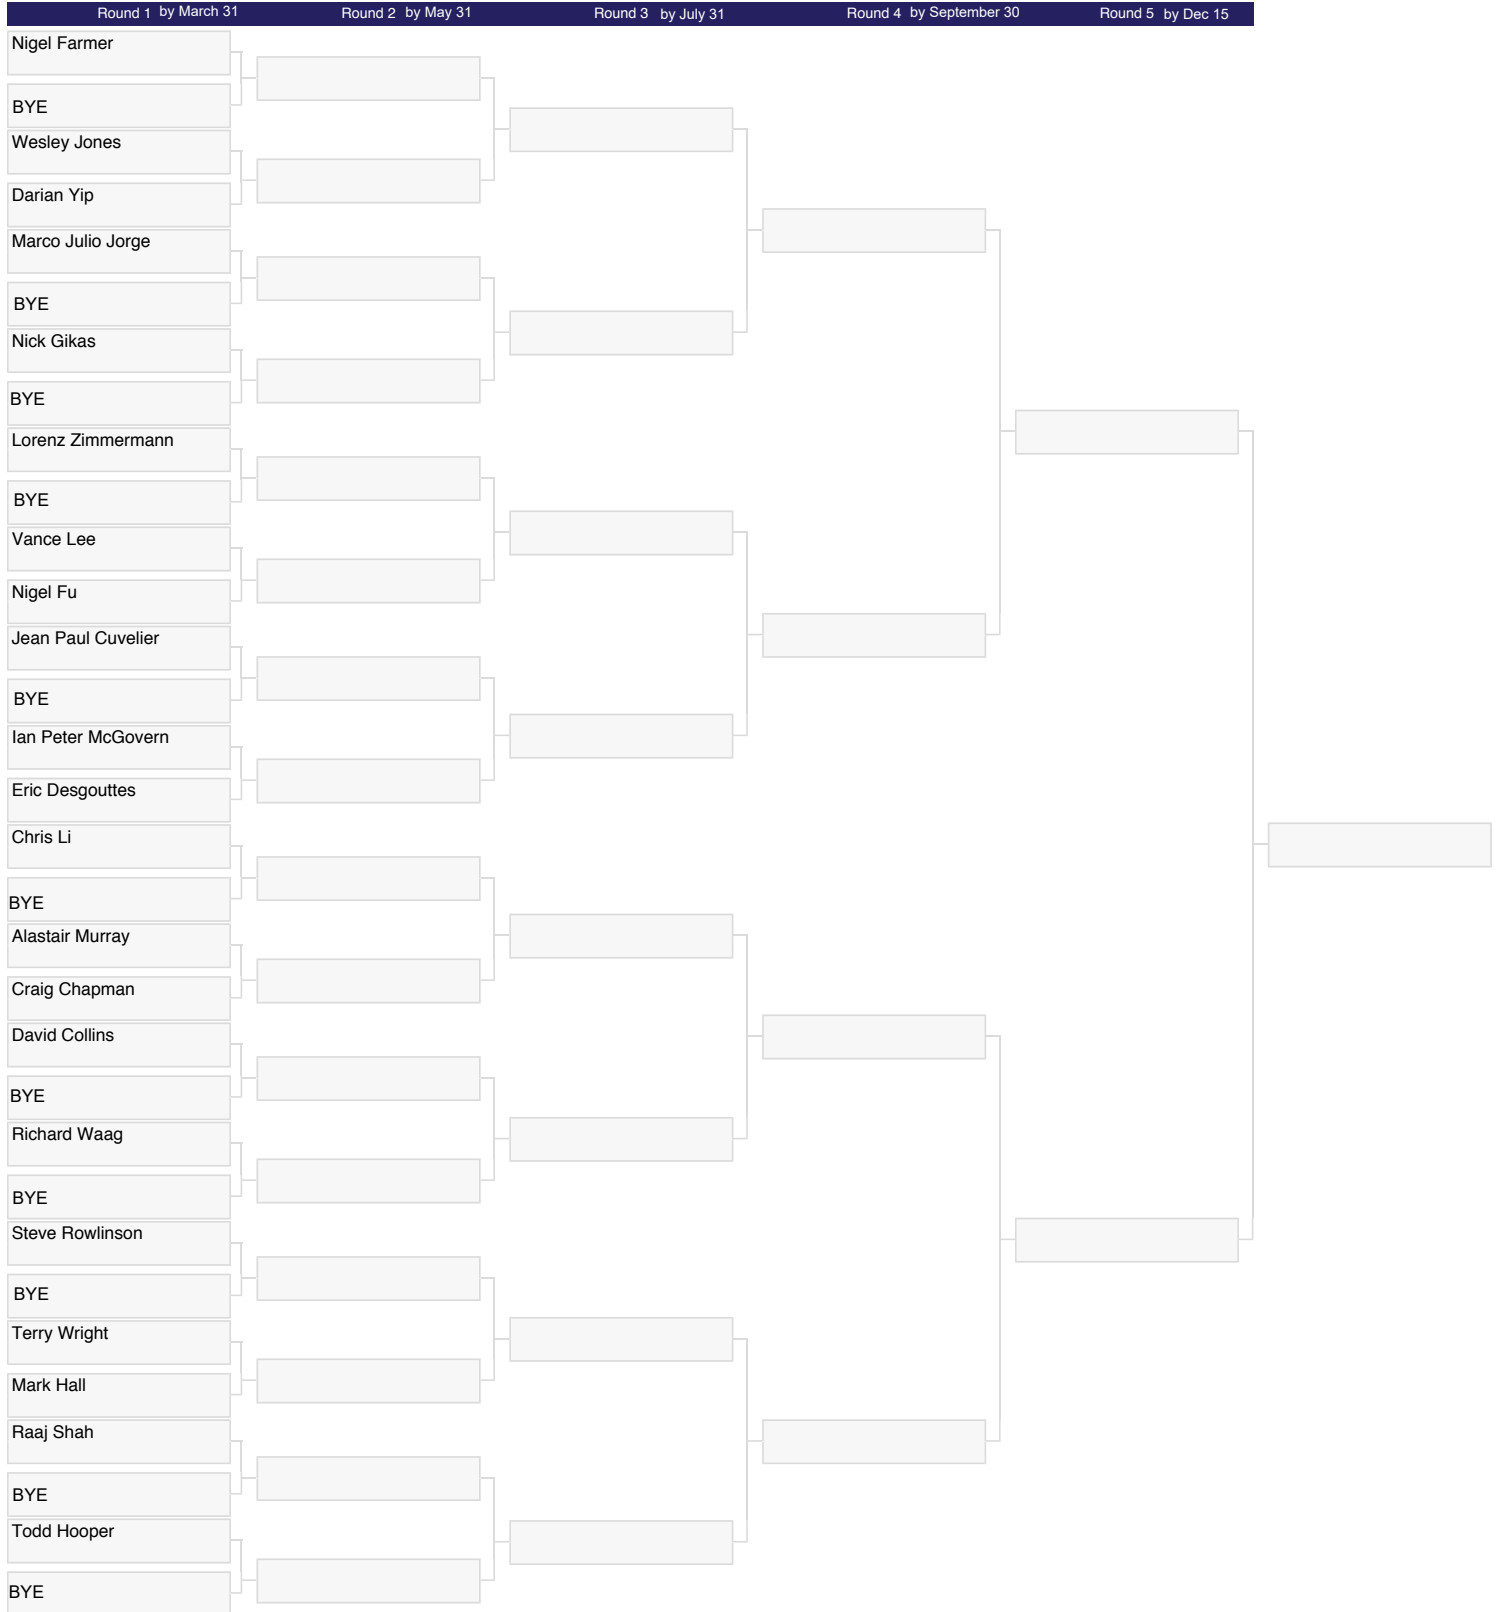 Round 1 by March 31 Round 2 by May 31 Round 3 by July 31 Round 4 by September 30 Round 5 by Dec 15
Nigel Farmer
BYE
Wesley Jones
Darian Yip
Marco Julio Jorge
BYE
Nick Gikas
BYE
Lorenz Zimmermann
BYE
Vance Lee
Nigel Fu
Jean Paul Cuvelier
BYE
Ian Peter McGovern
Eric Desgouttes
Chris Li
BYE
Alastair Murray
Craig Chapman
David Collins
BYE
Richard Waag
BYE
Steve Rowlinson
BYE
Terry Wright
Mark Hall
Raaj Shah
BYE
Todd Hooper
BYE